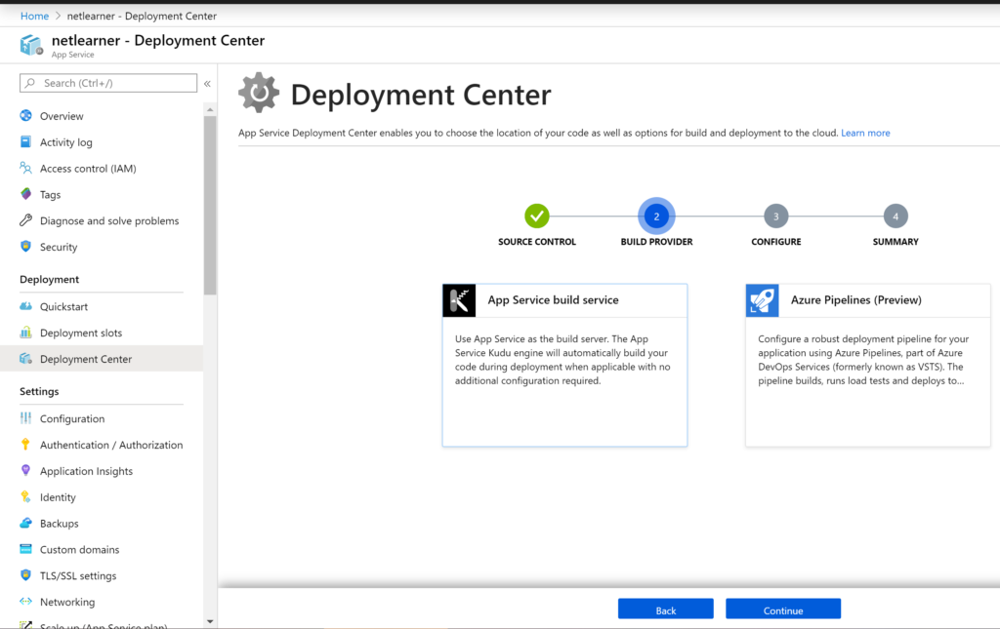 Home > netlearner - Deployment Center
netlearner - Deployment Center
App Service
Search (Ctrl+/)
«
Overview
Activity log
Access control (IAM)
Tags
Diagnose and solve problems
Security
Deployment
Quickstart
Deployment slots
Deployment Center
Settings
Configuration
Authentication / Authorization
Application Insights
Identity
Backups
Custom domains
TLS/SSL settings
Networking
Scale up (App Service plan)
Deployment Center
App Service Deployment Center enables you to choose the location of your code as well as options for build and deployment to the cloud. Learn more
2 3 4
SOURCE CONTROL BUILD PROVIDER CONFIGURE SUMMARY
App Service build service
Use App Service as the build server. The App
Service Kudu engine will automatically build your
code during deployment when applicable with no
additional configuration required.
Azure Pipelines (Preview)
Configure a robust deployment pipeline for your
application using Azure Pipelines, part of Azure
DevOps Services (formerly known as VSTS). The
pipeline builds, runs load tests and deploys to...
Back Continue